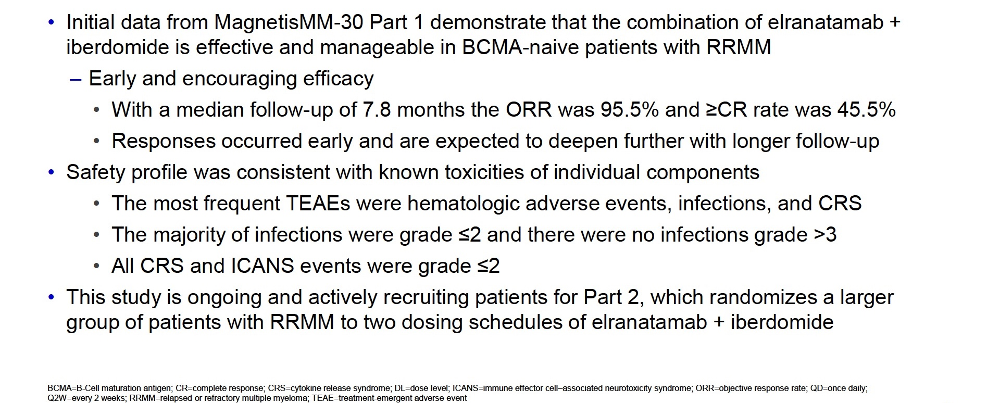 • Initial data from MagnetisMM-30 Part 1 demonstrate that the combination of elranatamab +
iberdomide is effective and manageable in BCMA-naive patients with RRMM
– Early and encouraging efficacy
• With a median follow-up of 7.8 months the ORR was 95.5% and ≥CR rate was 45.5%
• Responses occurred early and are expected to deepen further with longer follow-up
• Safety profile was consistent with known toxicities of individual components
• The most frequent TEAEs were hematologic adverse events, infections, and CRS
• The majority of infections were grade ≤2 and there were no infections grade >3
• All CRS and ICANS events were grade ≤2
• This study is ongoing and actively recruiting patients for Part 2, which randomizes a larger
group of patients with RRMM to two dosing schedules of elranatamab + iberdomide
BCMA=B-Cell maturation antigen; CR=complete response; CRS=cytokine release syndrome; DL=dose level; ICANS=immune effector cell–associated neurotoxicity syndrome; ORR=objective response rate; QD=once daily;
Q2W=every 2 weeks; RRMM=relapsed or refractory multiple myeloma; TEAE=treatment-emergent adverse event